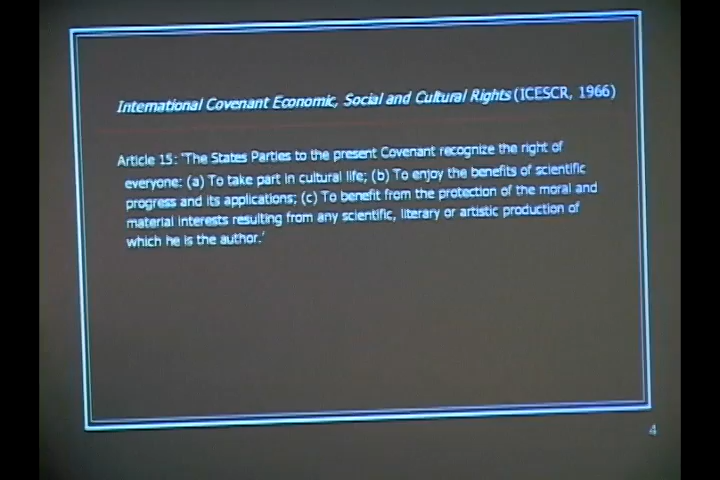 International Covenant Economic, Social and Cultural Rights (ICESCR, 1966)
Article 15: 'The States Parties to the present Covenant recognize the right of
everyone: (a) To take part in cultural life; (b) To enjoy the benefits of scientific
progress and its applications; (c) To benefit from the protection of the moral and
material interests resulting from any scientific, literary or artistic production of
which he is the author.'
4